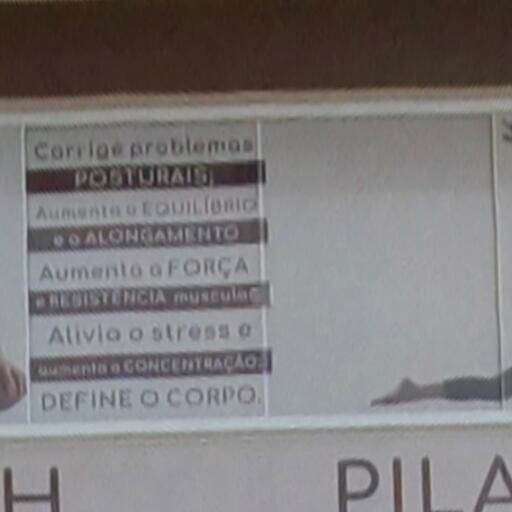 Corrige problemas
POSTURAIS;
Aumenta o EQUILÍBRIO
e o ALONGAMENTO
Aumenta a FORÇA
e RESISTÊNCIA muscular;
Alivia o stress e
aumenta a CONCENTRAÇÃO;
DEFINE O CORPO.
H PILA